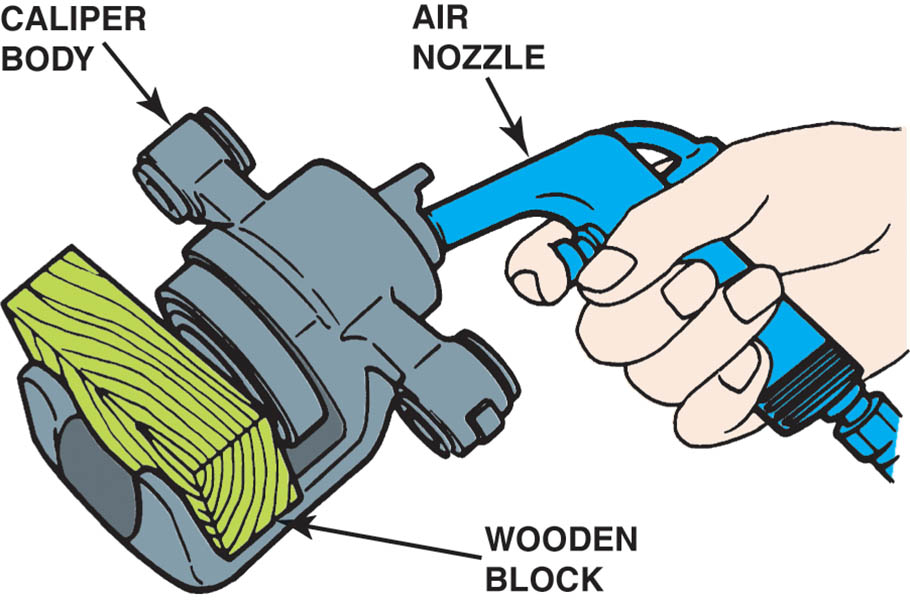 CALIPER
BODY
AIR
NOZZLE
WOODEN
BLOCK